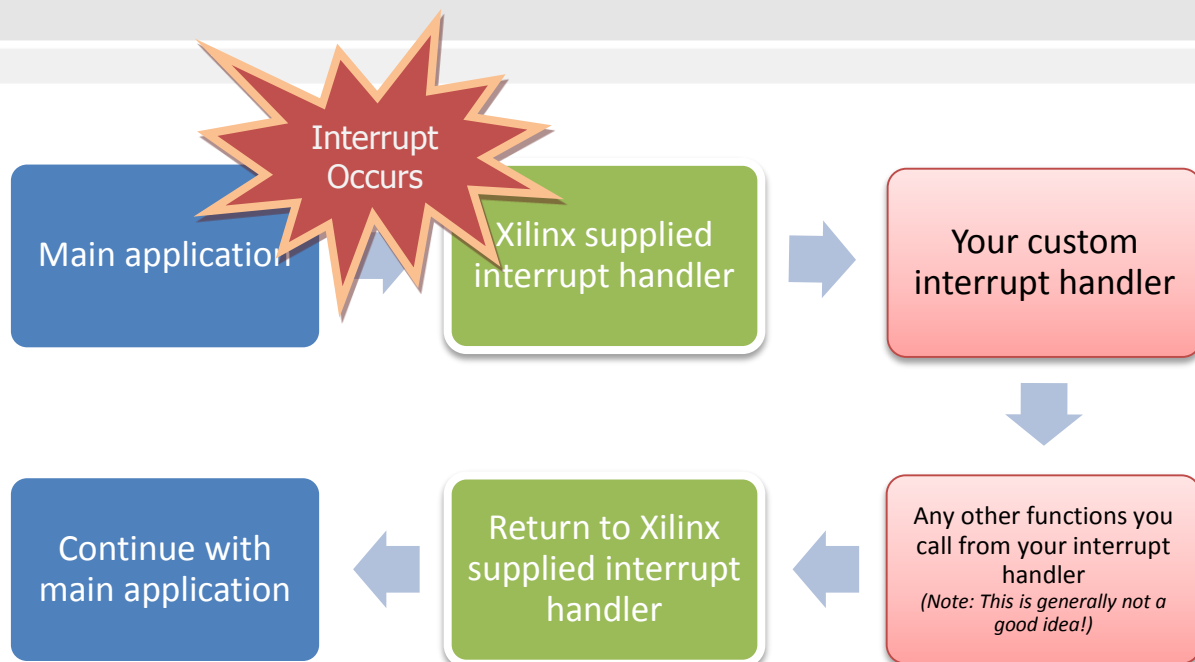 Interrupt
Occurs
Main application
Xilinx supplied
interrupt handler
Your custom
interrupt handler
Any other functions you
call from your interrupt
handler
(Note: This is generally not a
good idea!)
Return to Xilinx
supplied interrupt
handler
Continue with
main application